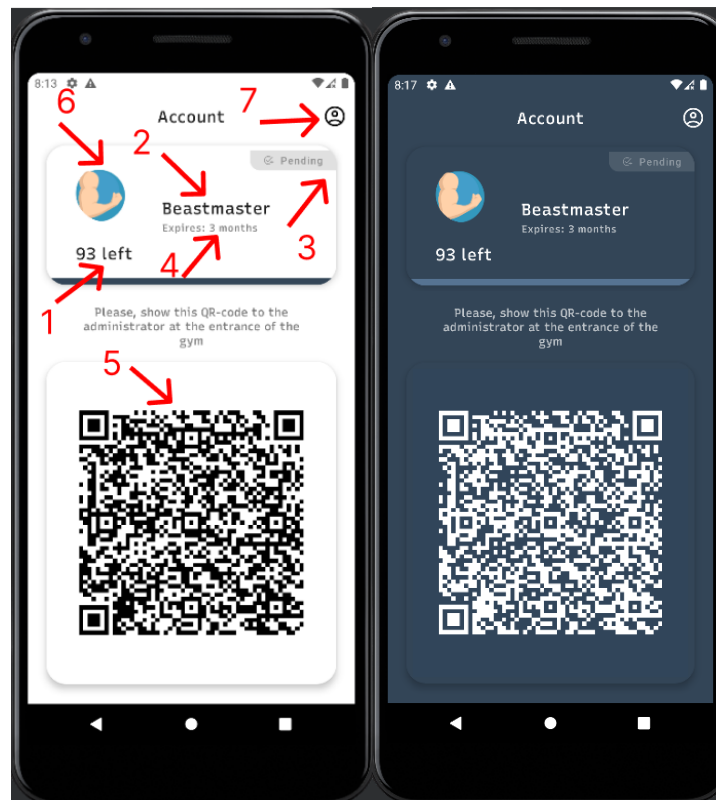 8:13
7
6
Account
2
Pending
Beastmaster
Expires: 3 months
3
93 left
4
1
Please, show this QR-code to the
administrator at the entrance of the
gym
5
8:17
Account
Pending
Beastmaster
Expires: 3 months
93 left
Please, show this QR-code to the
administrator at the entrance of the
gym